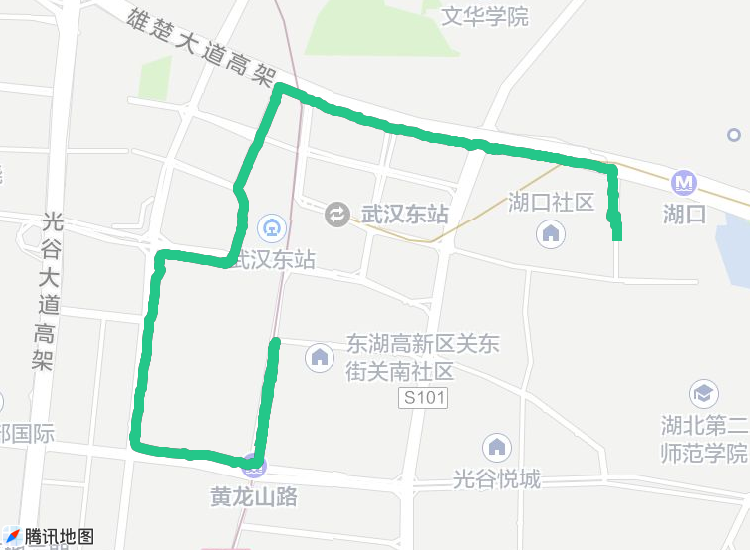 文华学院
雄楚大道高架
武汉东站
湖口社区
湖口
光谷大道高架
武汉东站
东湖高新区关东
街关南社区
S101
湖北第二
师范学院
国际
光谷悦城
黄龙山路
腾讯地图